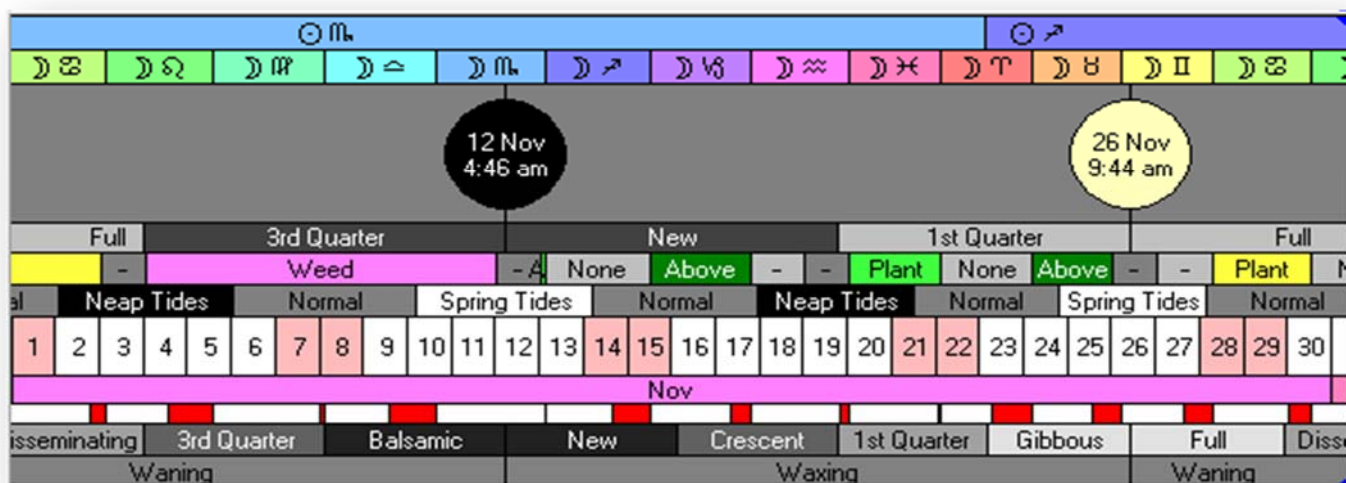 ☉ ♏ ☉ ♐
☽ ♋ ☽ ♌ ☽ ♍ ☽ ♎ ☽ ♏ ☽ ♐ ☽ ♑ ☽ ♒ ☽ ♓ ☽ ♈ ☽ ♉ ☽ ♊ ☽ ♋
12 Nov
4:46 am
26 Nov
9:44 am
Full 3rd Quarter New 1st Quarter Full
- Weed - A None Above - - Plant None Above - - Plant N
al Neap Tides Normal Spring Tides Normal Neap Tides Normal Spring Tides Normal
1 2 3 4 5 6 7 8 9 10 11 12 13 14 15 16 17 18 19 20 21 22 23 24 25 26 27 28 29 30
Nov
isseminating 3rd Quarter Balsamic New Crescent 1st Quarter Gibbous Full Disse
Waning Waxing Waning